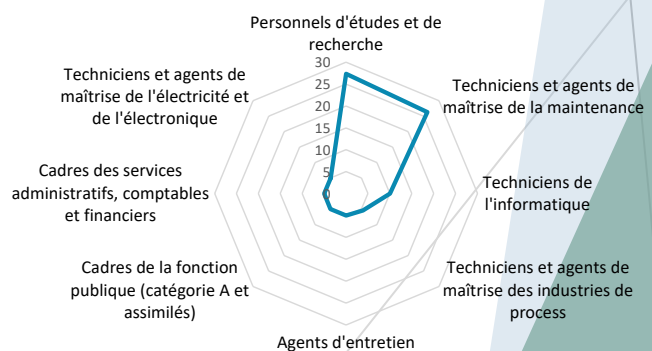 Personnels d'études et de
recherche
Techniciens et agents de
maîtrise de la maintenance
Techniciens de
l'informatique
Techniciens et agents de
maîtrise des industries de
process
Agents d'entretien
Cadres de la fonction
publique (catégorie A et
assimilés)
Cadres des services
administratifs, comptables
et financiers
Techniciens et agents de
maîtrise de l'électricité et
de l'électronique
30
25
20
15
10
5
0